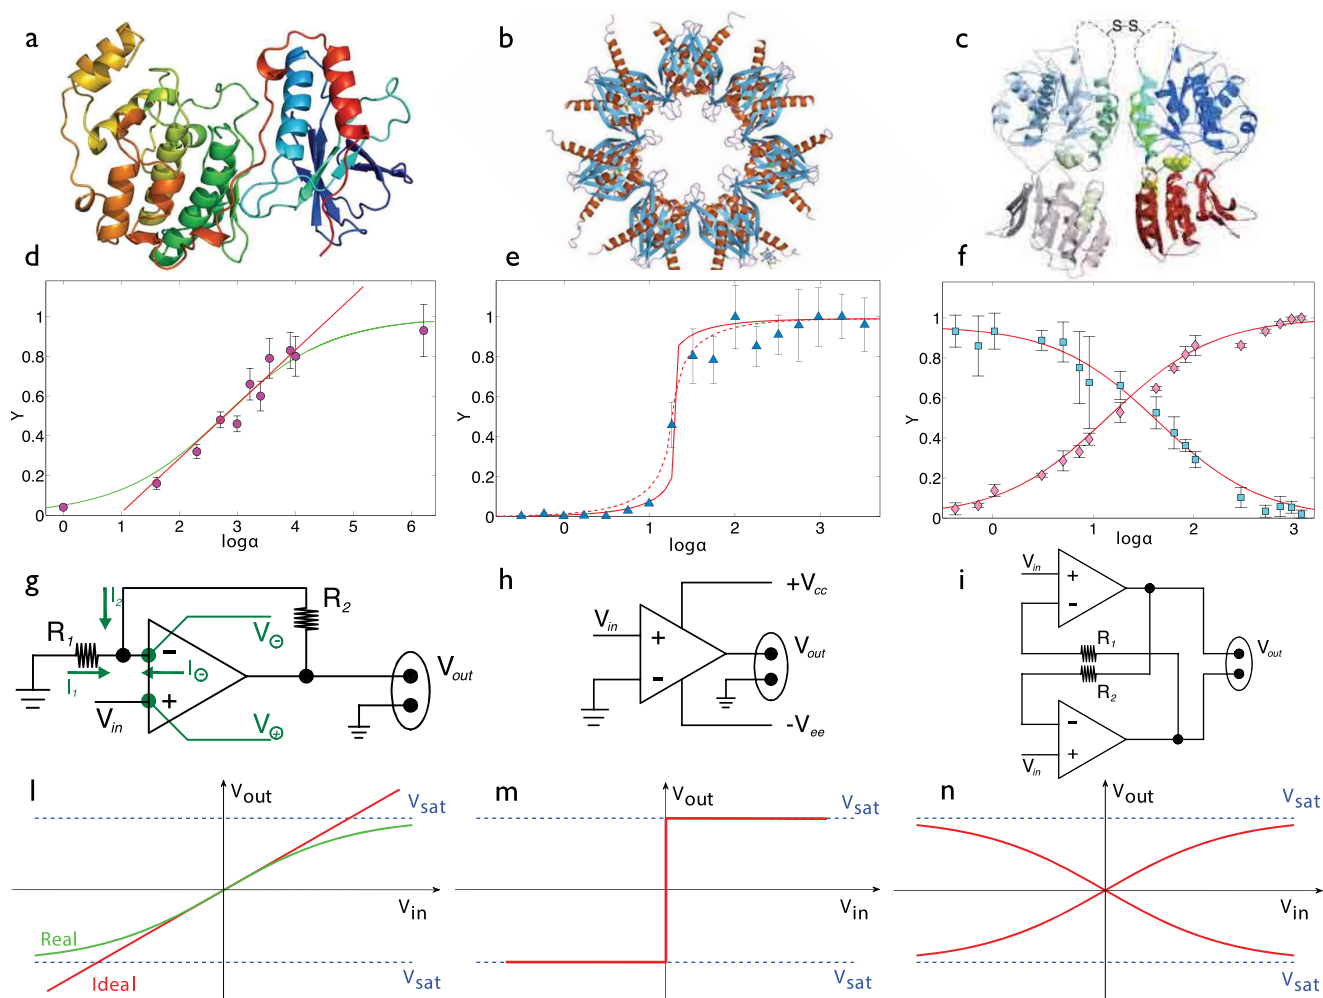 a
b
c
S-S
d
1
0.8
0.6
0.4
0.2
0
Y
0
1
2
3
4
5
6
logα
e
1
0.8
0.6
0.4
0.2
0
Y
0
1
2
3
logα
f
1
0.8
0.6
0.4
0.2
0
Y
0
1
2
3
logα
g
I2
R2
R1
V⊖
-
I⊖
I1
+
Vin
V⊕
Vout
h
+Vcc
Vin
+
-
Vout
-Vee
i
Vin
+
-
R1
R2
Vout
-
+
Vin
l
Vout
Vsat
Vin
Real
Ideal
Vsat
m
Vout
Vsat
Vin
Vsat
n
Vout
Vsat
Vin
Vsat